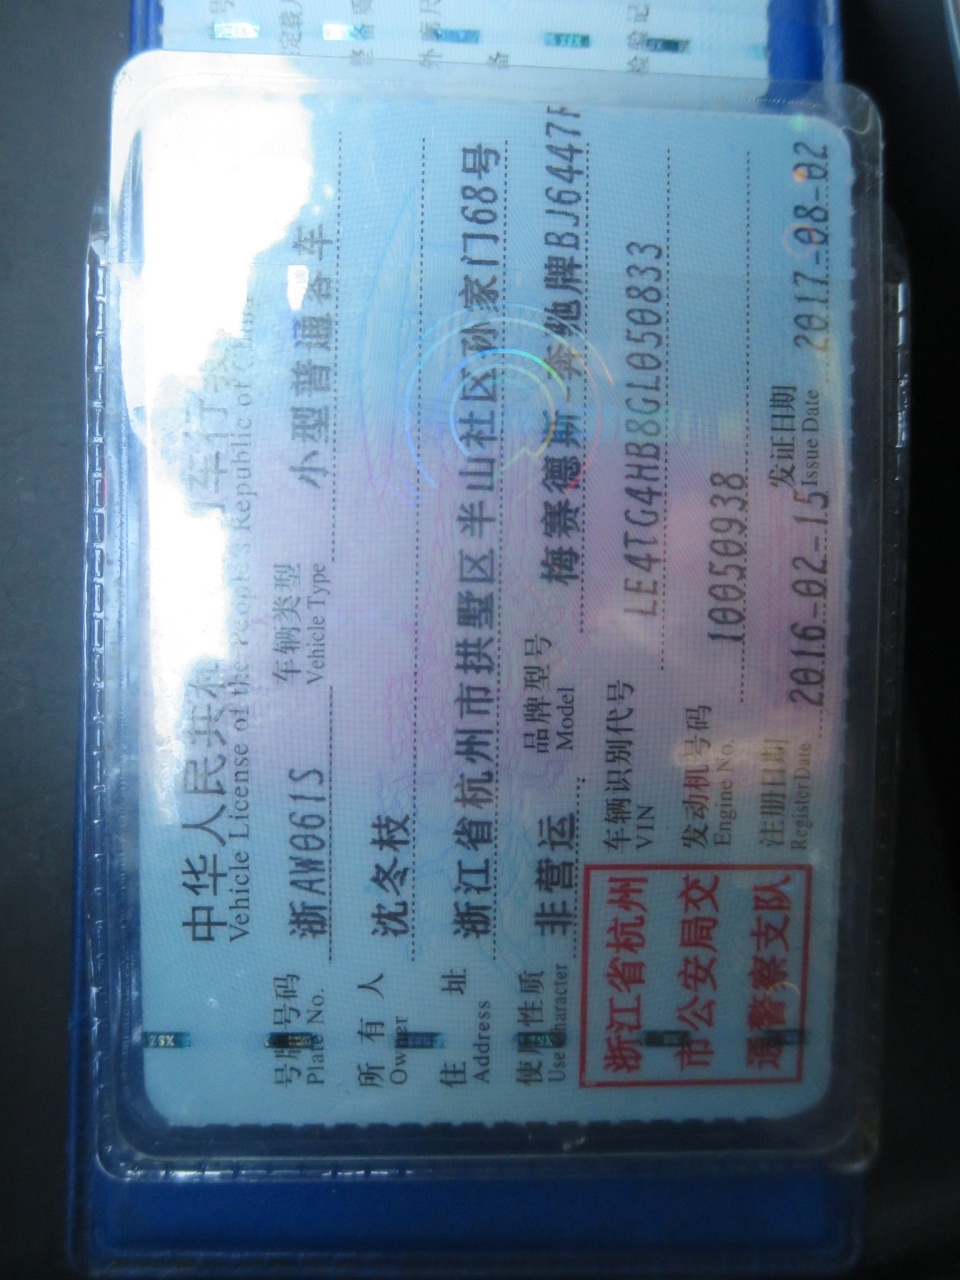 中华人民共和
车行
Vehicle License of the People's Republic of China
号牌号码 浙AW061S 车辆类型 小型普通客车
Plate No. Vehicle Type
所有人 沈冬枝
Owner
住址 浙江省杭州市拱墅区半山社区孙家门68号
Address
使用性质 非营运 品牌型号 梅赛德斯-奔驰牌BJ6447F
Use Character Model
浙江省杭州
市公安局交
通警察支队
车辆识别代号 LE4TG4HB8GL050833
VIN
发动机号码 10050938
Engine No.
注册日期 2016-02-15 发证日期 2017-08-02
Register Date Issue Date